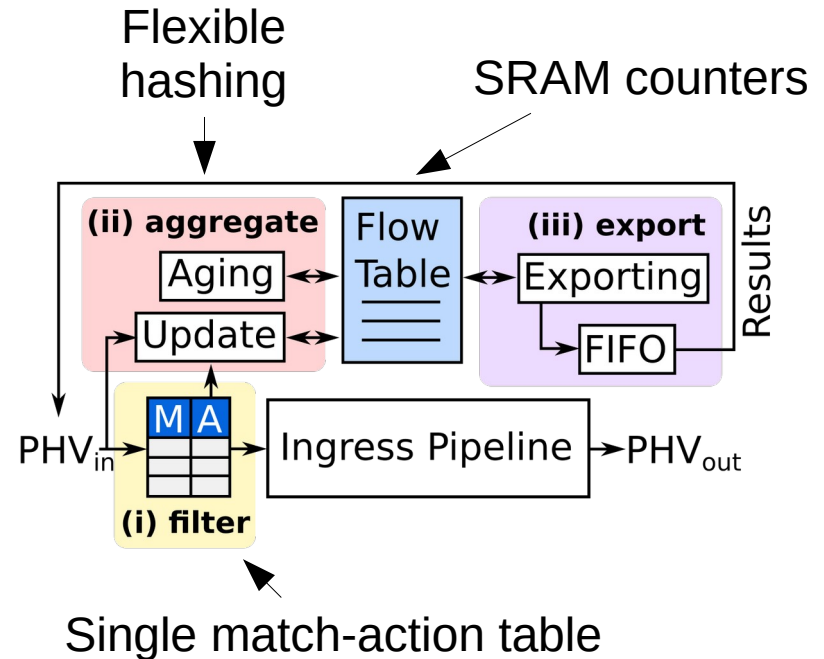 Flexible
hashing
SRAM counters
(ii) aggregate
Flow
Table
(iii) export
Aging
Exporting
Update
FIFO
Results
M A
PHVin
Ingress Pipeline
PHVout
(i) filter
Single match-action table